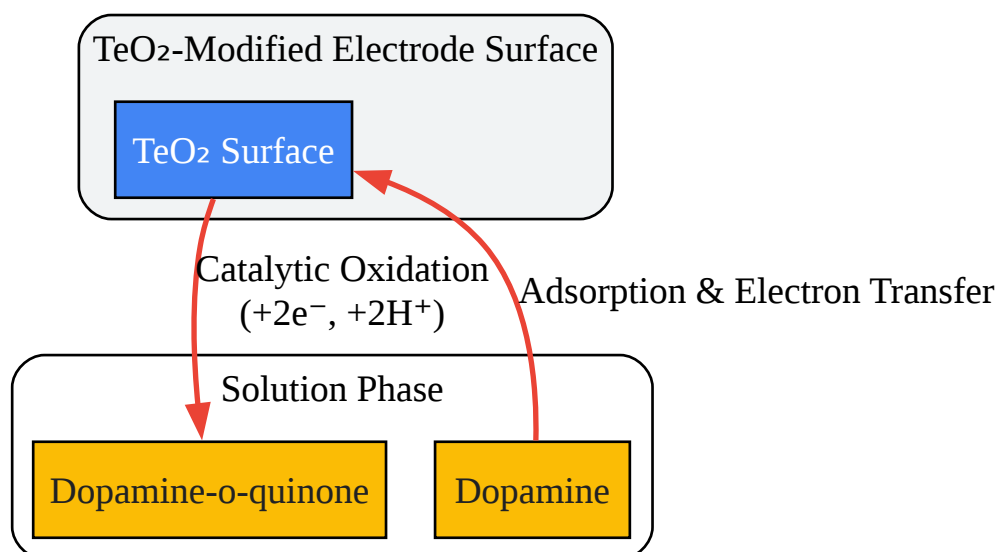 TeO₂-Modified Electrode Surface
TeO₂ Surface
Catalytic Oxidation
(+2e⁻, +2H⁺)
Adsorption & Electron Transfer
Solution Phase
Dopamine-o-quinone
Dopamine